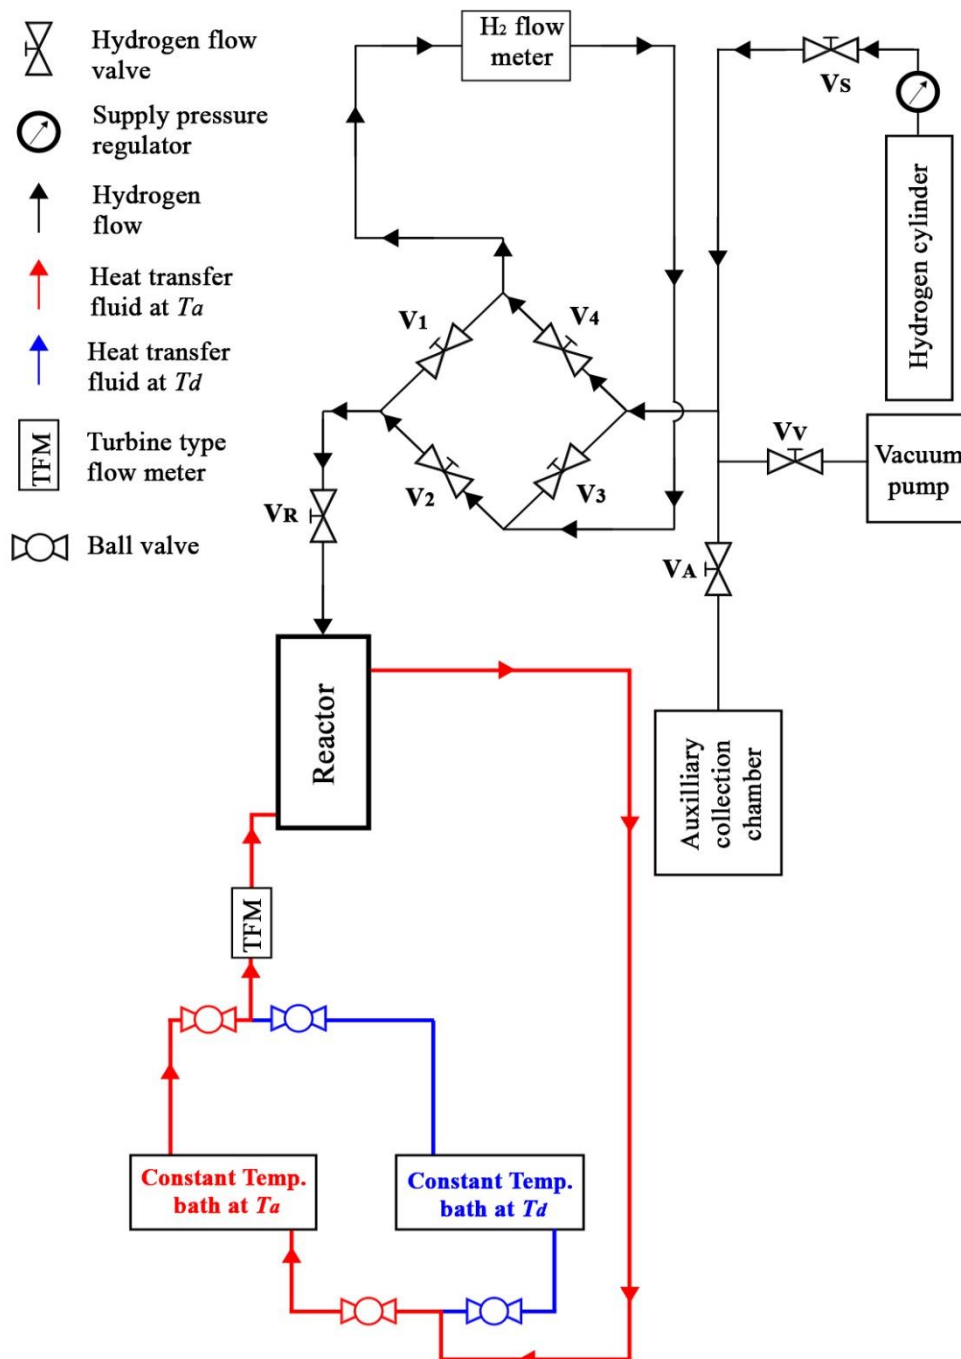 Hydrogen flow
valve
Supply pressure
regulator
Hydrogen
flow
Heat transfer
fluid at Ta
Heat transfer
fluid at Td
TFM
Turbine type
flow meter
Ball valve
H2 flow
meter
VS
Hydrogen cylinder
V1
V4
V2
V3
VR
VV
Vacuum
pump
VA
Reactor
Auxilliary
collection
chamber
TFM
Constant Temp.
bath at Ta
Constant Temp.
bath at Td